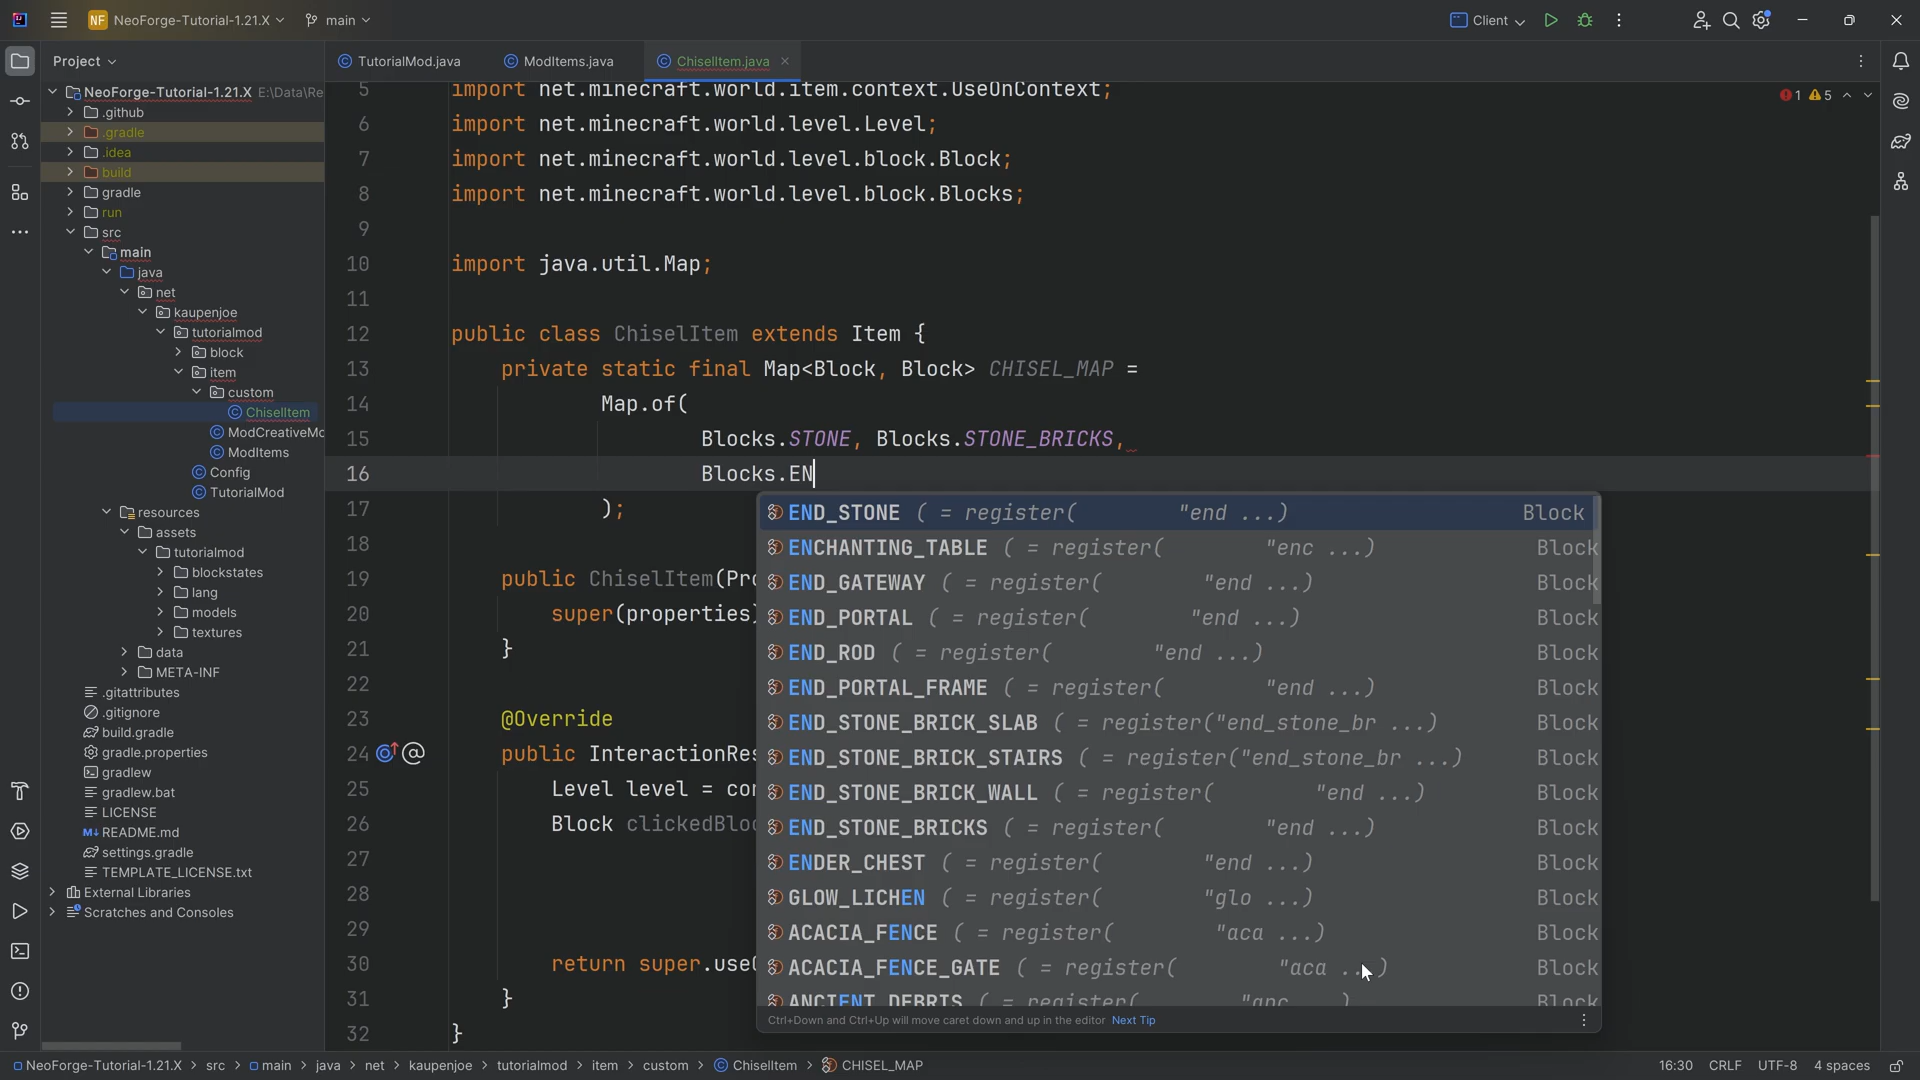 NF NeoForge-Tutorial-1.21.X main Client
Project TutorialMod.java ModItems.java ChiselItem.java
NeoForge-Tutorial-1.21.X E:\Data\Re
.github
.gradle
.idea
build
gradle
run
src
main
java
net
kaupenjoe
tutorialmod
block
item
custom
ChiselItem
ModCreativeMo
ModItems
Config
TutorialMod
resources
assets
tutorialmod
blockstates
lang
models
textures
data
META-INF
.gitattributes
.gitignore
build.gradle
gradle.properties
gradlew
gradlew.bat
LICENSE
README.md
settings.gradle
TEMPLATE_LICENSE.txt
External Libraries
Scratches and Consoles
1 5
5 import net.minecraft.world.item.context.UseOnContext;
6 import net.minecraft.world.level.Level;
7 import net.minecraft.world.level.block.Block;
8 import net.minecraft.world.level.block.Blocks;
9
10 import java.util.Map;
11
12 public class ChiselItem extends Item {
13 private static final Map<Block, Block> CHISEL_MAP =
14 Map.of(
15 Blocks.STONE, Blocks.STONE_BRICKS,
16 Blocks.EN
17 );
18
19 public ChiselItem(Pro
20 super(properties)
21 }
22
23 @Override
24 public InteractionRes
25 Level level = con
26 Block clickedBloc
27
28
29
30 return super.useO
31 }
32 }
END_STONE ( = register( "end ...) Block
ENCHANTING_TABLE ( = register( "enc ...) Block
END_GATEWAY ( = register( "end ...) Block
END_PORTAL ( = register( "end ...) Block
END_ROD ( = register( "end ...) Block
END_PORTAL_FRAME ( = register( "end ...) Block
END_STONE_BRICK_SLAB ( = register("end_stone_br ...) Block
END_STONE_BRICK_STAIRS ( = register("end_stone_br ...) Block
END_STONE_BRICK_WALL ( = register( "end ...) Block
END_STONE_BRICKS ( = register( "end ...) Block
ENDER_CHEST ( = register( "end ...) Block
GLOW_LICHEN ( = register( "glo ...) Block
ACACIA_FENCE ( = register( "aca ...) Block
ACACIA_FENCE_GATE ( = register( "aca ...) Block
ANCIENT_DEBRIS ( = register( "anc ...) Block
Ctrl+Down and Ctrl+Up will move caret down and up in the editor Next Tip
NeoForge-Tutorial-1.21.X > src > main > java > net > kaupenjoe > tutorialmod > item > custom > ChiselItem > CHISEL_MAP 16:30 CRLF UTF-8 4 spaces